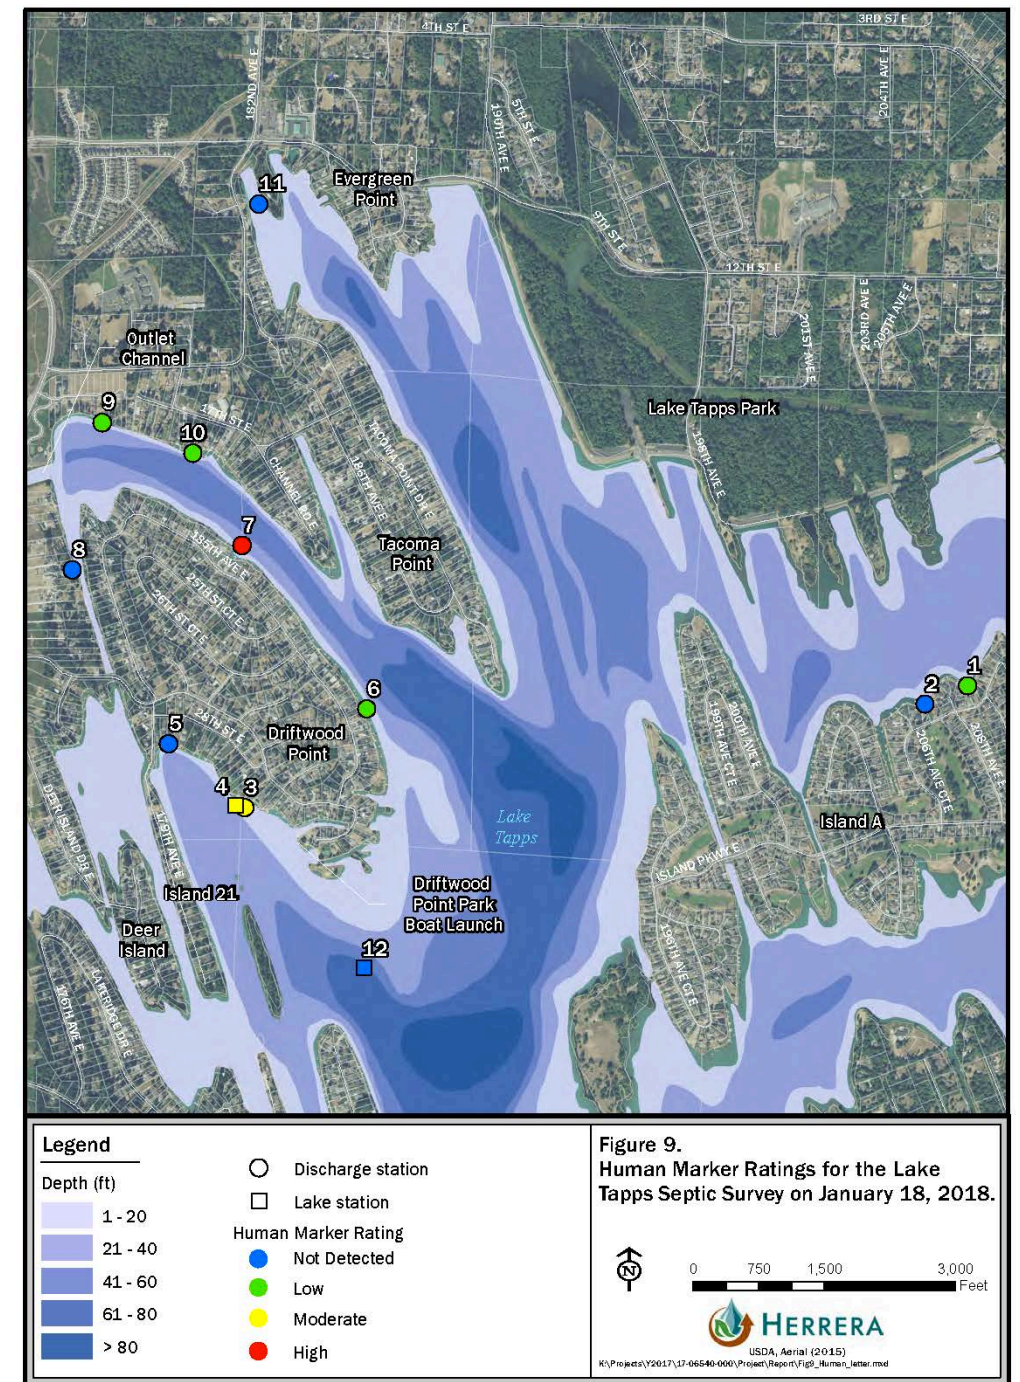 4TH ST E
3RD ST E
182ND AVE E
204TH AVE E
190TH AVE E
5TH ST E
11
Evergreen
Point
9TH ST E
12TH ST E
Outlet
Channel
201ST AVE E
203RD AVE E
205TH AVE E
9
17TH ST E
Lake Tapps Park
10
TACOMA POINT DR E
186TH AVE E
CHANNEL RD E
198TH AVE E
7
Tacoma
Point
8
185TH AVE E
25TH ST CT E
26TH ST CT E
1
2
6
5
28TH ST E
Driftwood
Point
200TH AVE E
199TH AVE CT E
206TH AVE CT E
208TH AVE E
4
3
DEER ISLAND DR E
179TH AVE E
Lake
Tapps
Island A
ISLAND PKWY E
Island 21
Driftwood
Point Park
Boat Launch
Deer
Island
12
196TH AVE CT E
LAKERIDGE DR E
176TH AVE E
Legend
Depth (ft)
1 - 20
21 - 40
41 - 60
61 - 80
> 80
Discharge station
Lake station
Human Marker Rating
Not Detected
Low
Moderate
High
Figure 9.
Human Marker Ratings for the Lake
Tapps Septic Survey on January 18, 2018.
N
0 750 1,500 3,000
Feet
HERRERA
USDA, Aerial (2015)
K:\Projects\Y2017\17-06540-000\Project\Report\Fig9_Human_letter.mxd